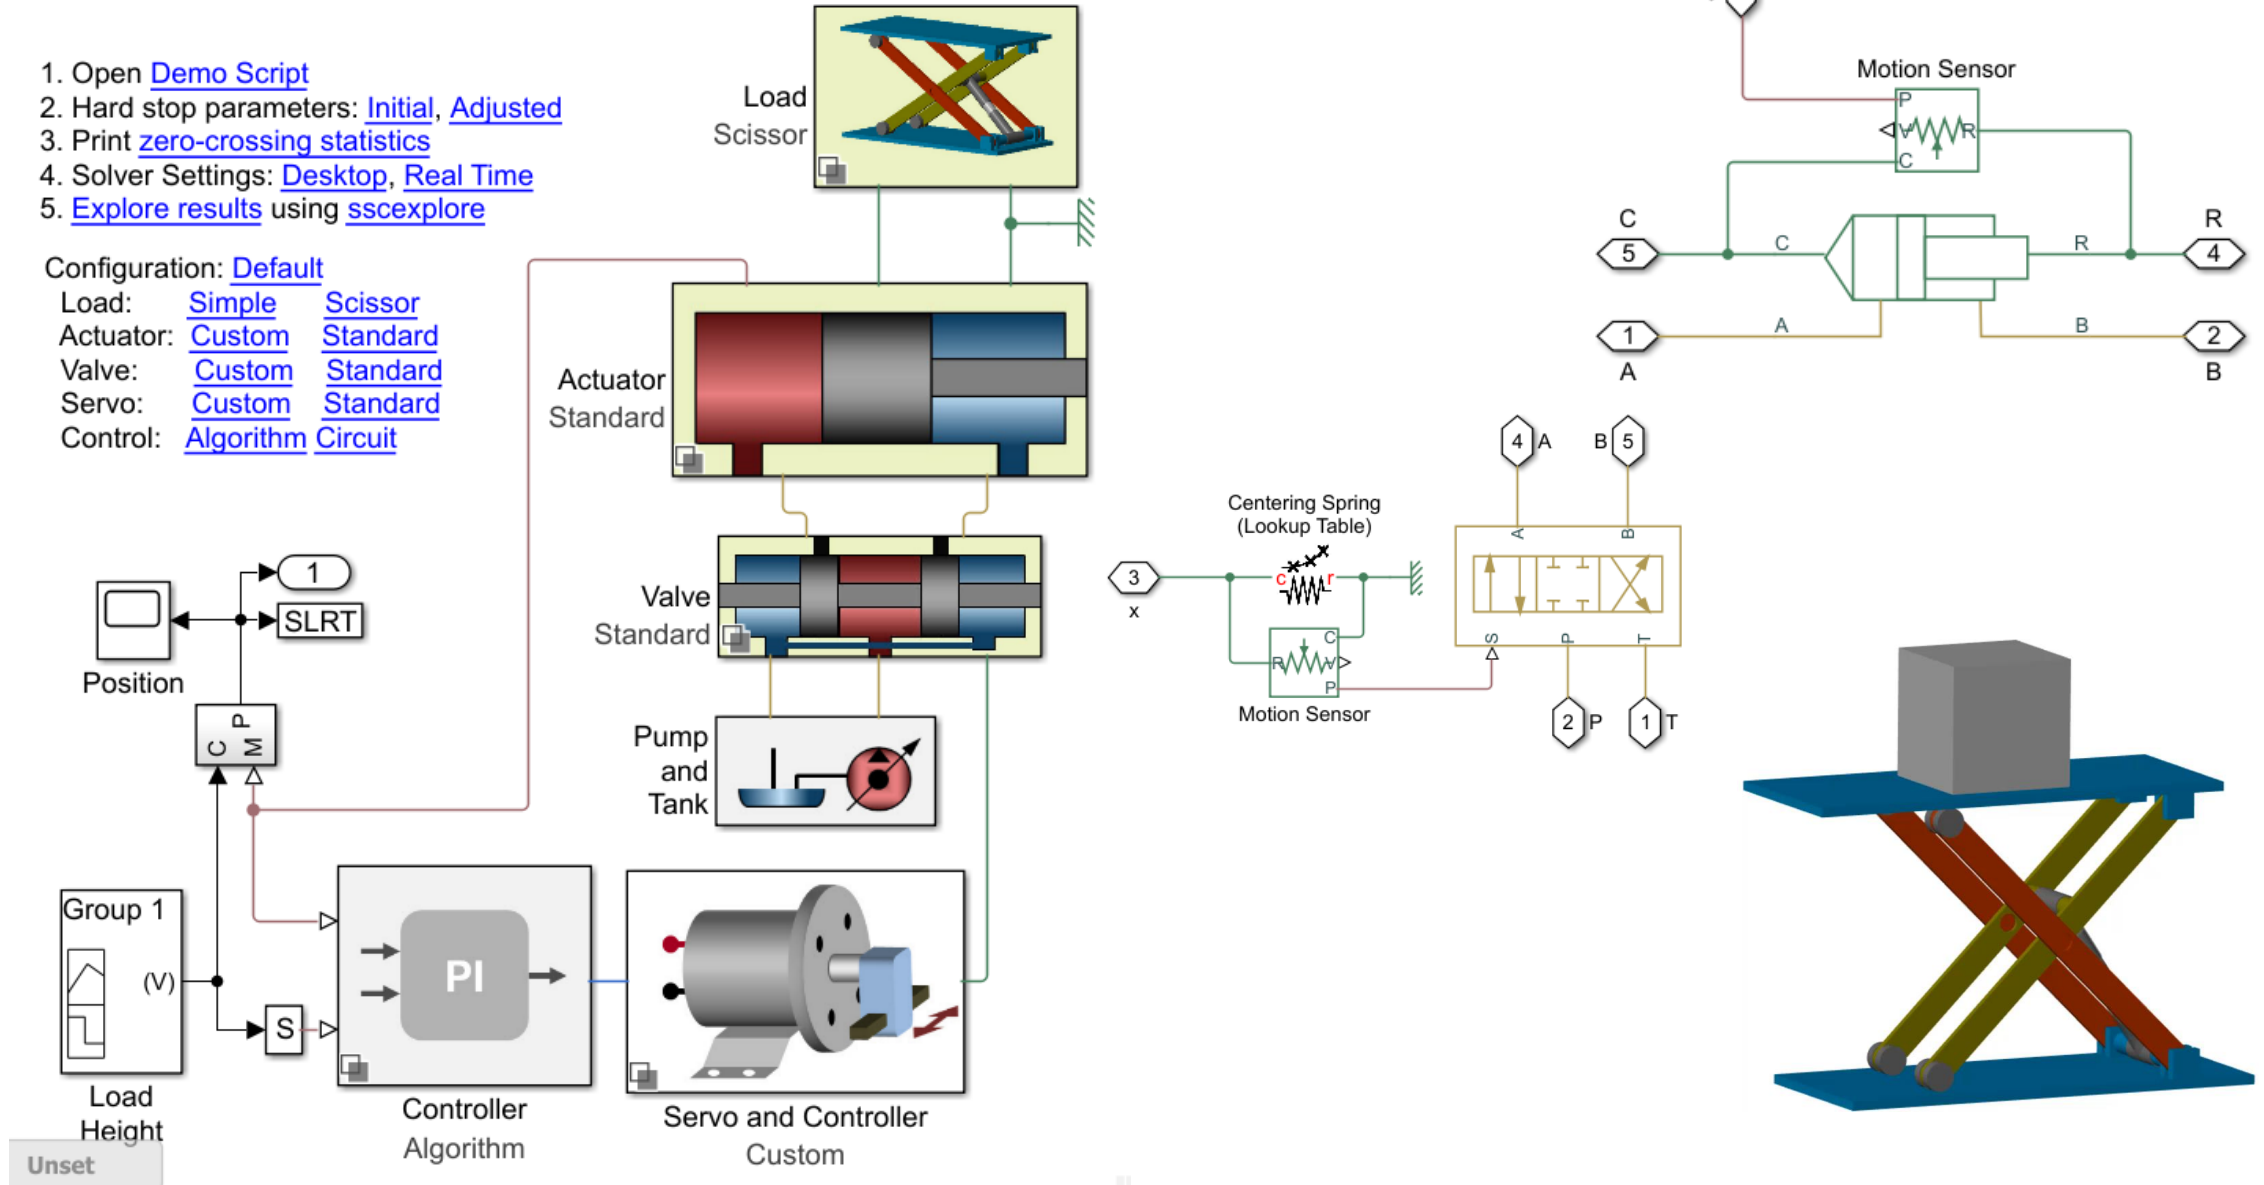 1. Open Demo Script
2. Hard stop parameters: Initial, Adjusted
3. Print zero-crossing statistics
4. Solver Settings: Desktop, Real Time
5. Explore results using sscexplore
Configuration: Default
Load: Simple Scissor
Actuator: Custom Standard
Valve: Custom Standard
Servo: Custom Standard
Control: Algorithm Circuit
Load
Scissor
Actuator
Standard
Valve
Standard
Pump
and
Tank
1
SLRT
Position
C
M P
Group 1
(V)
Load
Height
Unset
S
PI
Controller
Algorithm
Servo and Controller
Custom
Motion Sensor
P
V R
C
C
5
C
R
R
4
1
A
A
B
2
B
4 A
B 5
Centering Spring
(Lookup Table)
3
x
c r
C
R V
P
Motion Sensor
A
B
S
P
T
2 P
1 T